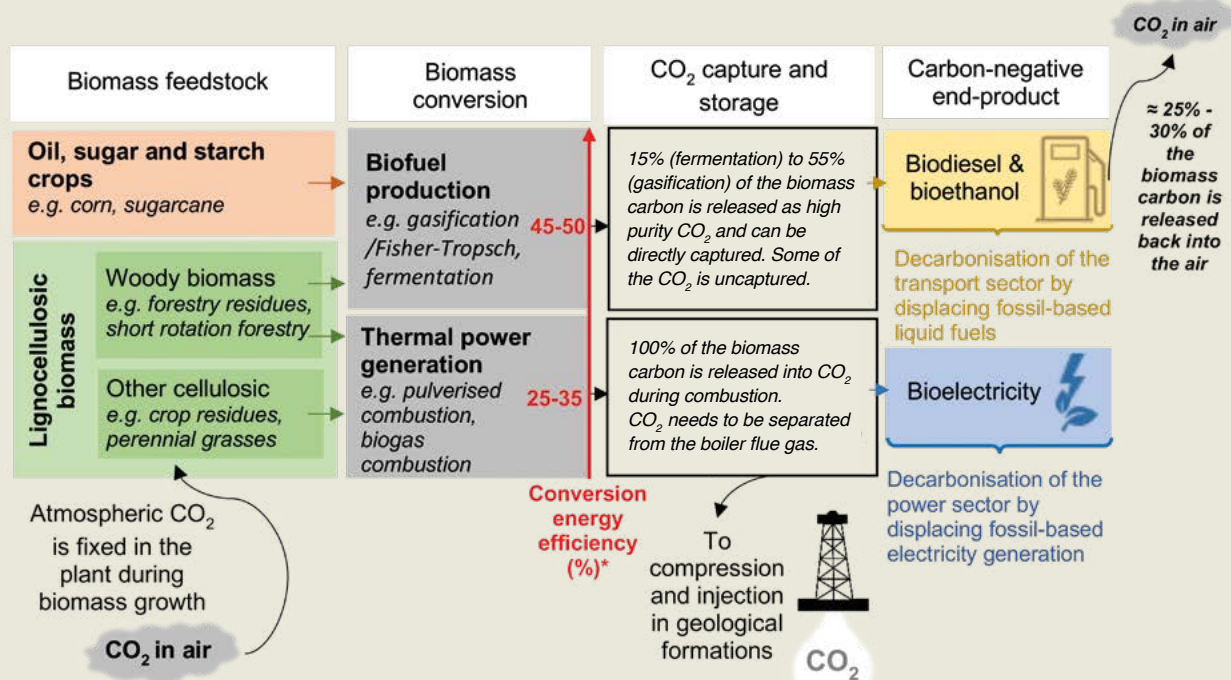 Biomass feedstock
Biomass
conversion
CO₂ capture and
storage
Carbon-negative
end-product
CO₂ in air
Oil, sugar and starch
crops
e.g. corn, sugarcane
Lignocellulosic
biomass
Woody biomass
e.g. forestry residues,
short rotation forestry
Other cellulosic
e.g. crop residues,
perennial grasses
Biofuel
production
e.g. gasification
/Fisher-Tropsch,
fermentation
45-50
Thermal power
generation
e.g. pulverised
combustion,
biogas
combustion
25-35
Conversion
energy
efficiency
(%)*
15% (fermentation) to 55%
(gasification) of the biomass
carbon is released as high
purity CO₂ and can be
directly captured. Some of
the CO₂ is uncaptured.
100% of the biomass
carbon is released into CO₂
during combustion.
CO₂ needs to be separated
from the boiler flue gas.
Biodiesel &
bioethanol
Decarbonisation of the
transport sector by
displacing fossil-based
liquid fuels
Bioelectricity
Decarbonisation of the
power sector by
displacing fossil-based
electricity generation
≈ 25% -
30% of
the
biomass
carbon is
released
back into
the air
Atmospheric CO₂
is fixed in the
plant during
biomass growth
CO₂ in air
To
compression
and injection
in geological
formations
CO₂